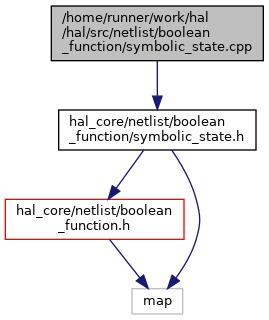 /home/runner/work/hal
/hal/src/netlist/boolean
_function/symbolic_state.cpp
hal_core/netlist/boolean
_function/symbolic_state.h
hal_core/netlist/boolean
_function.h
map